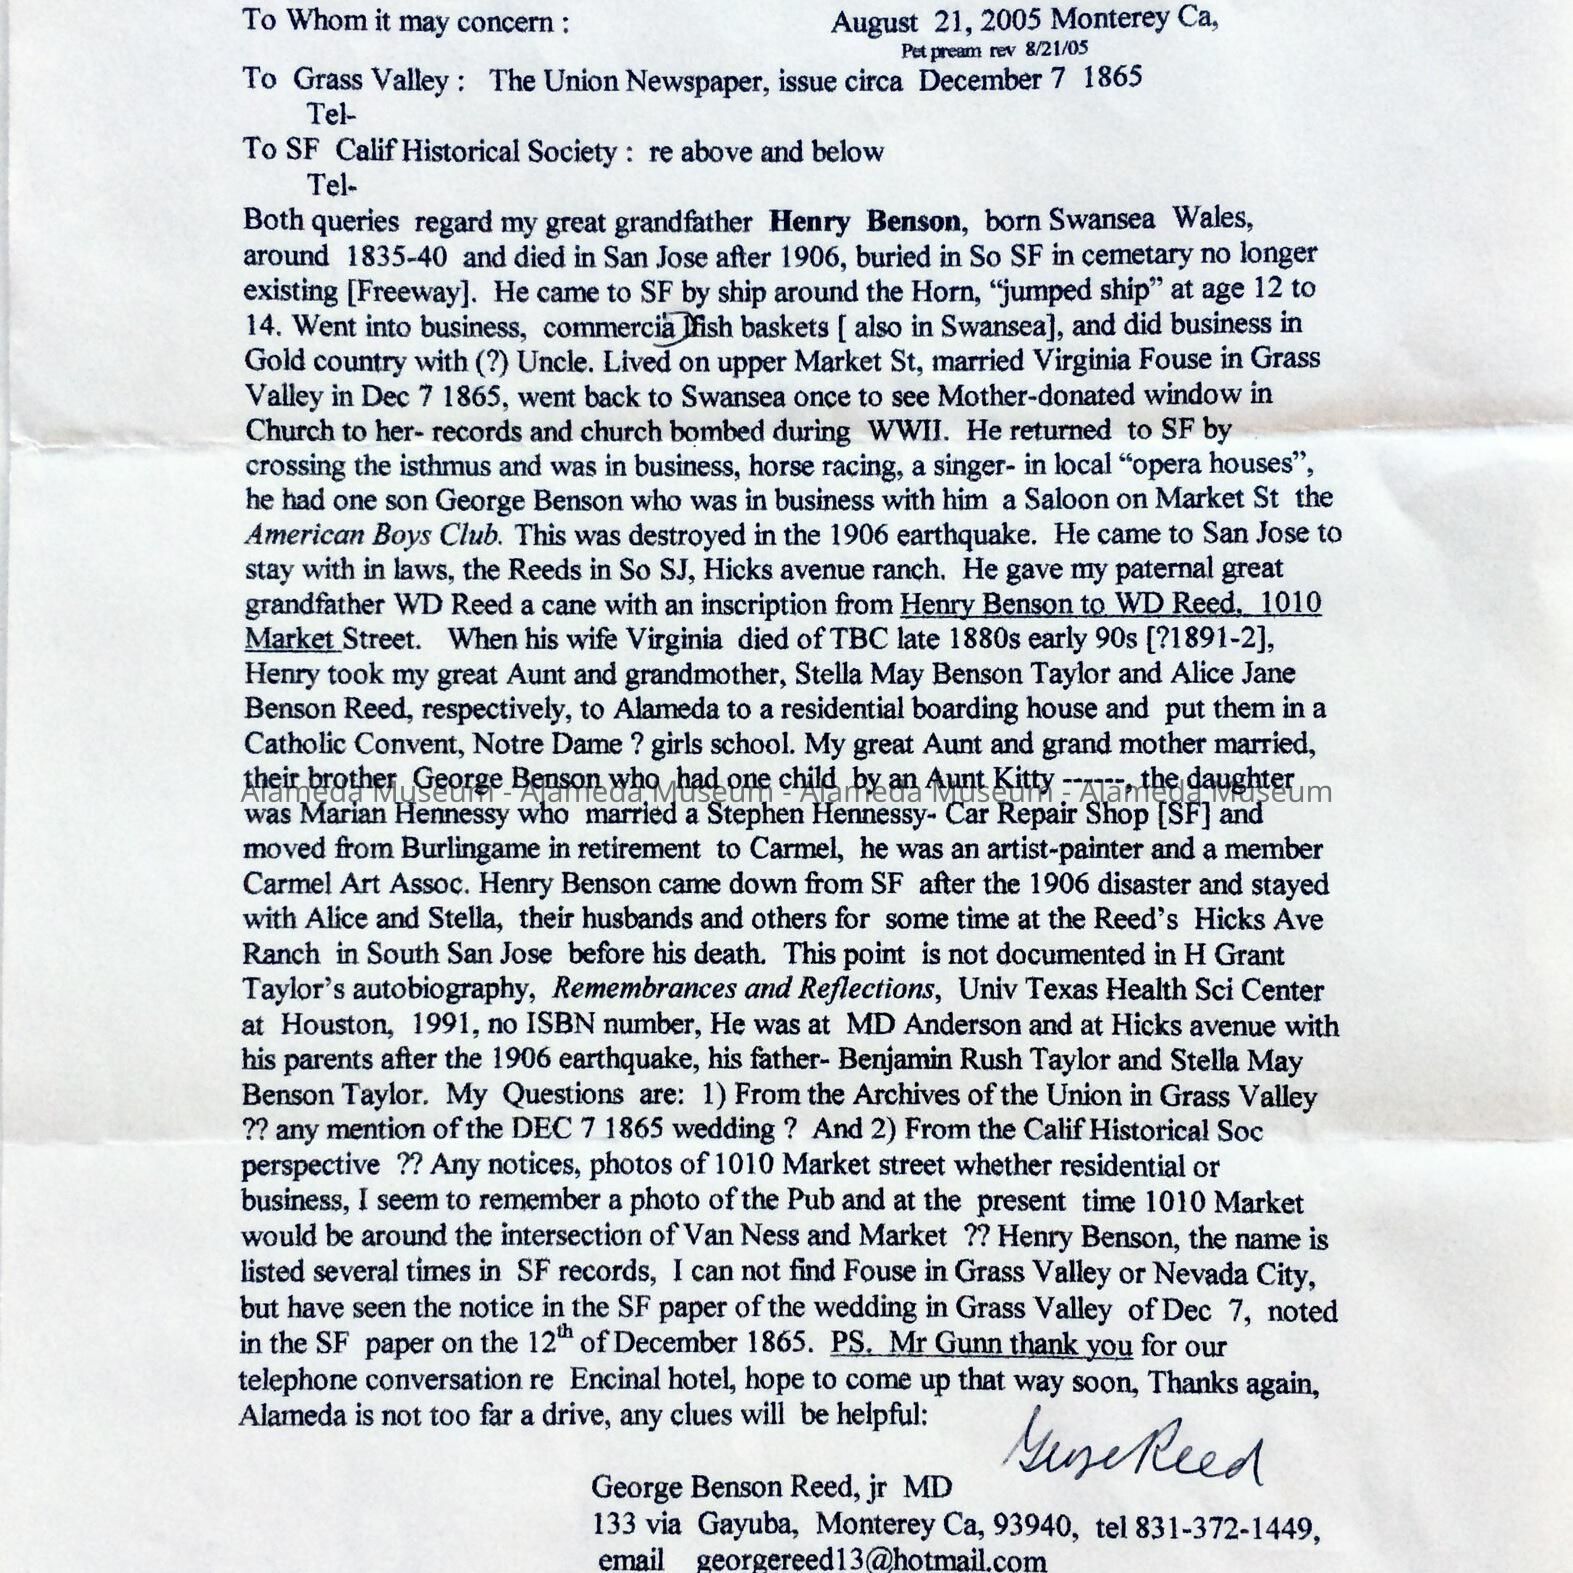 To Whom it may concern : August 21, 2005 Monterey Ca,
Pet pream rev 8/21/05
To Grass Valley : The Union Newspaper, issue circa December 7 1865
Tel-
To SF Calif Historical Society : re above and below
Tel-
Both queries regard my great grandfather Henry Benson, born Swansea Wales,
around 1835-40 and died in San Jose after 1906, buried in So SF in cemetary no longer
existing [Freeway]. He came to SF by ship around the Horn, “jumped ship” at age 12 to
14. Went into business, commercia lfish baskets [ also in Swansea], and did business in
Gold country with (?) Uncle. Lived on upper Market St, married Virginia Fouse in Grass
Valley in Dec 7 1865, went back to Swansea once to see Mother-donated window in
Church to her- records and church bombed during WWII. He returned to SF by
crossing the isthmus and was in business, horse racing, a singer- in local “opera houses”,
he had one son George Benson who was in business with him a Saloon on Market St the
American Boys Club. This was destroyed in the 1906 earthquake. He came to San Jose to
stay with in laws, the Reeds in So SJ, Hicks avenue ranch. He gave my paternal great
grandfather WD Reed a cane with an inscription from Henry Benson to WD Reed, 1010
Market Street. When his wife Virginia died of TBC late 1880s early 90s [?1891-2],
Henry took my great Aunt and grandmother, Stella May Benson Taylor and Alice Jane
Benson Reed, respectively, to Alameda to a residential boarding house and put them in a
Catholic Convent, Notre Dame ? girls school. My great Aunt and grand mother married,
their brother George Benson who had one child by an Aunt Kitty ------, the daughter
Alameda Museum - Alameda Museum - Alameda Museum - Alameda Museum
was Marian Hennessy who married a Stephen Hennessy- Car Repair Shop [SF] and
moved from Burlingame in retirement to Carmel, he was an artist-painter and a member
Carmel Art Assoc. Henry Benson came down from SF after the 1906 disaster and stayed
with Alice and Stella, their husbands and others for some time at the Reed’s Hicks Ave
Ranch in South San Jose before his death. This point is not documented in H Grant
Taylor’s autobiography, Remembrances and Reflections, Univ Texas Health Sci Center
at Houston, 1991, no ISBN number, He was at MD Anderson and at Hicks avenue with
his parents after the 1906 earthquake, his father- Benjamin Rush Taylor and Stella May
Benson Taylor. My Questions are: 1) From the Archives of the Union in Grass Valley
?? any mention of the DEC 7 1865 wedding ? And 2) From the Calif Historical Soc
perspective ?? Any notices, photos of 1010 Market street whether residential or
business, I seem to remember a photo of the Pub and at the present time 1010 Market
would be around the intersection of Van Ness and Market ?? Henry Benson, the name is
listed several times in SF records, I can not find Fouse in Grass Valley or Nevada City,
but have seen the notice in the SF paper of the wedding in Grass Valley of Dec 7, noted
in the SF paper on the 12th of December 1865. PS. Mr Gunn thank you for our
telephone conversation re Encinal hotel, hope to come up that way soon, Thanks again,
Alameda is not too far a drive, any clues will be helpful:
George Reed
George Benson Reed, jr MD
133 via Gayuba, Monterey Ca, 93940, tel 831-372-1449,
email georgereed13@hotmail.com